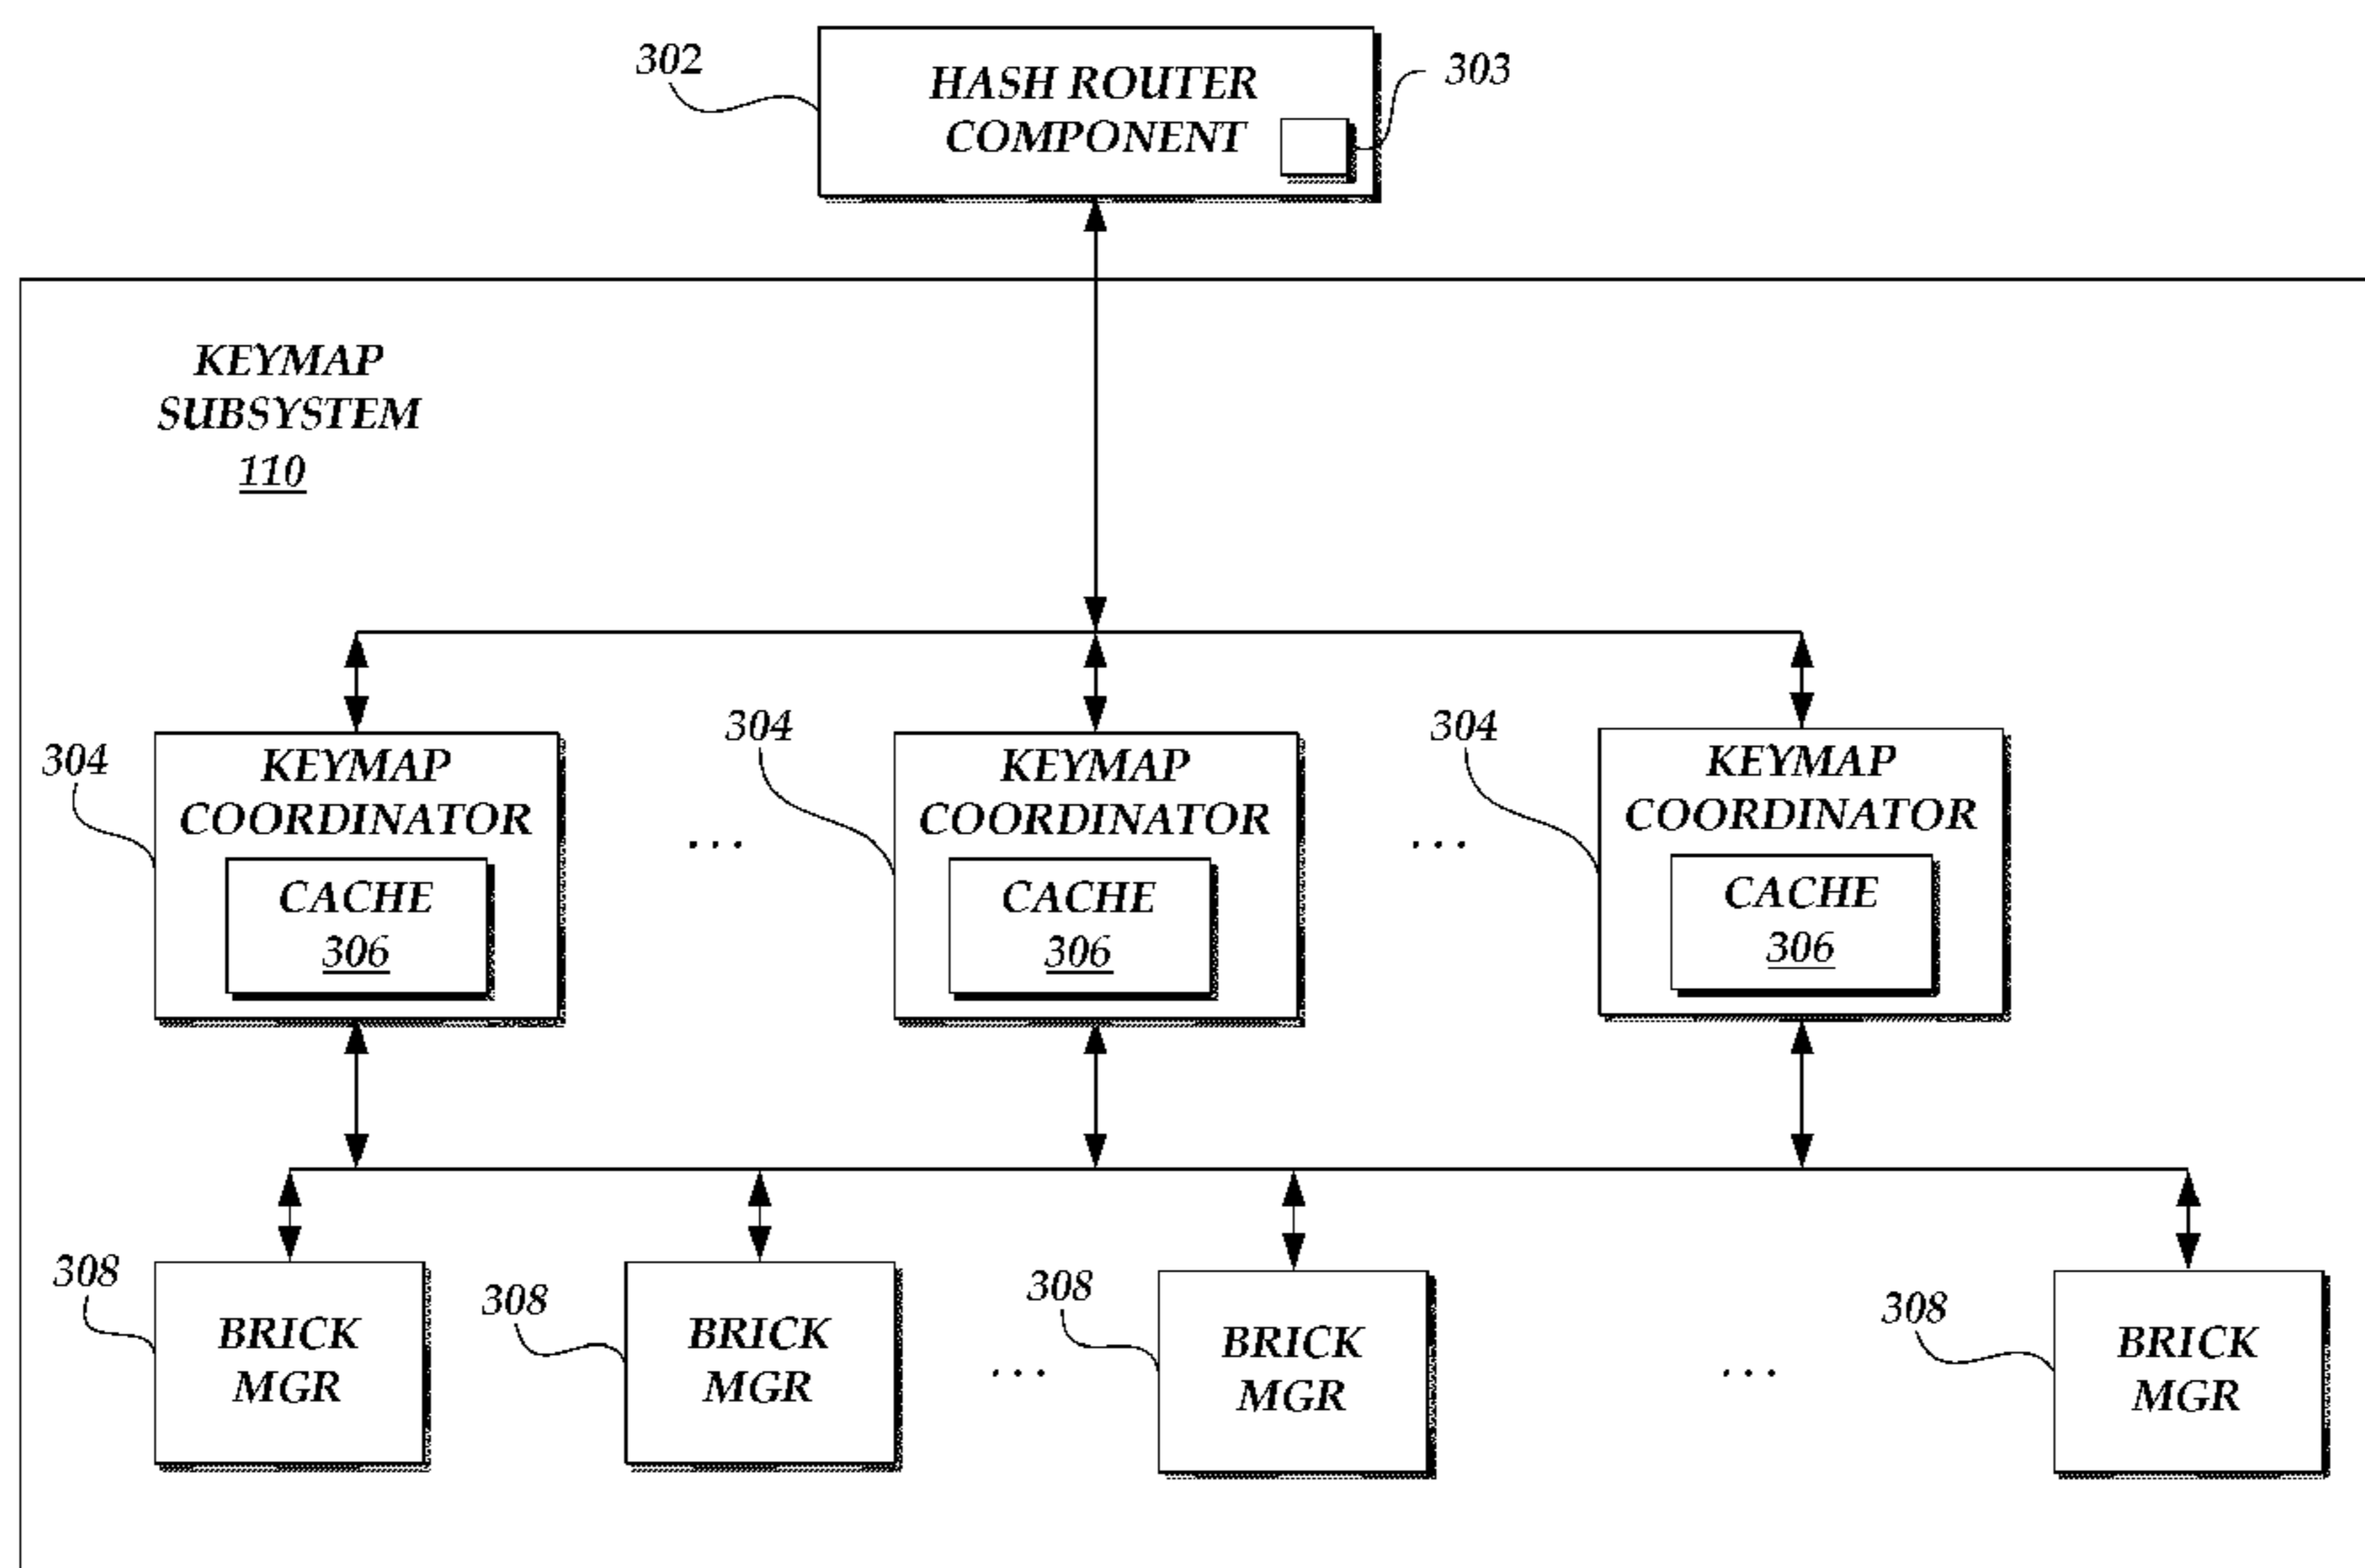 302
HASH ROUTER
COMPONENT
303
KEYMAP
SUBSYSTEM
110
304
KEYMAP
COORDINATOR
CACHE
306
...
304
KEYMAP
COORDINATOR
CACHE
306
...
304
KEYMAP
COORDINATOR
CACHE
306
308
BRICK
MGR
308
BRICK
MGR
...
308
BRICK
MGR
...
308
BRICK
MGR